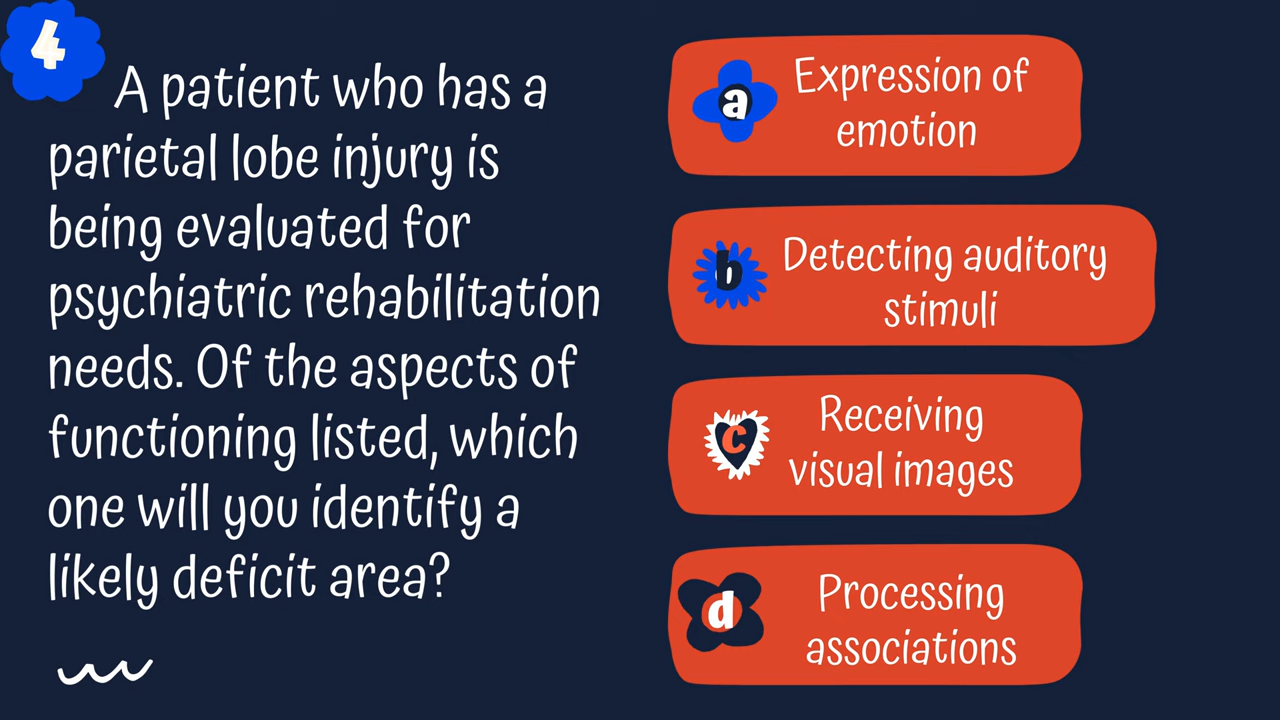 4
A patient who has a
parietal lobe injury is
being evaluated for
psychiatric rehabilitation
needs. Of the aspects of
functioning listed, which
one will you identify a
likely deficit area?
a
Expression of
emotion
b
Detecting auditory
stimuli
c
Receiving
visual images
d
Processing
associations